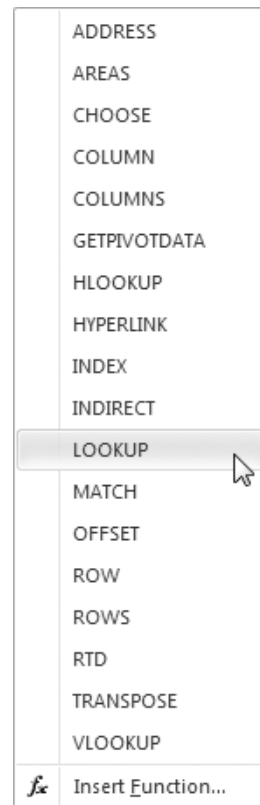 ADDRESS
AREAS
CHOOSE
COLUMN
COLUMNS
GETPIVOTDATA
HLOOKUP
HYPERLINK
INDEX
INDIRECT
LOOKUP
MATCH
OFFSET
ROW
ROWS
RTD
TRANSPOSE
VLOOKUP
fx Insert Function...